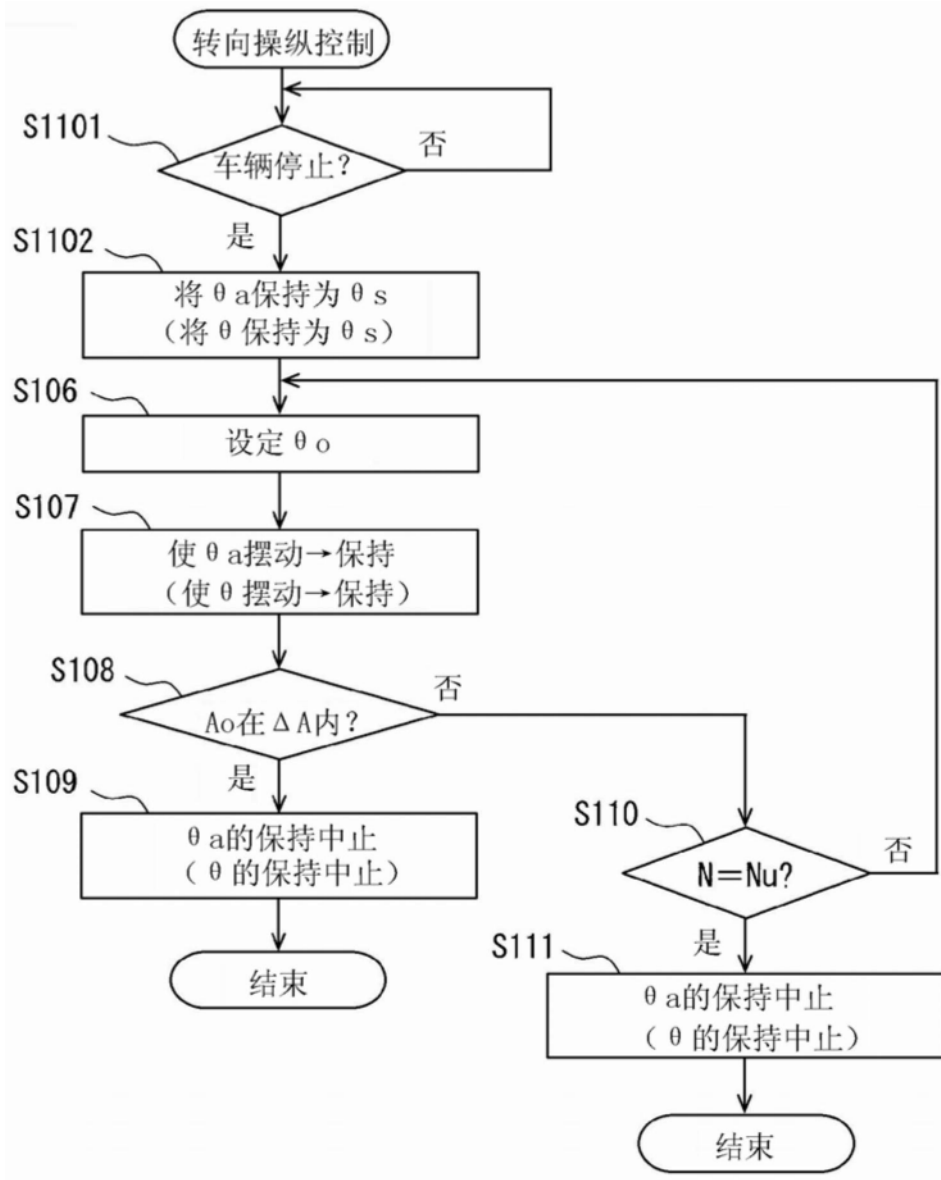 转向操纵控制
S1101
车辆停止?
否
是
S1102
将θa保持为θs
(将θ保持为θs)
S106
设定θo
S107
使θa摆动→保持
(使θ摆动→保持)
S108
Ao在ΔA内?
否
是
S109
θa的保持中止
(θ的保持中止)
结束
S110
N=Nu?
否
是
S111
θa的保持中止
(θ的保持中止)
结束